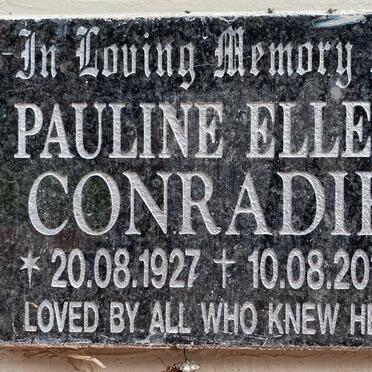 In Loving Memory
PAULINE ELLE
CONRADI
* 20.08.1927 † 10.08.20
LOVED BY ALL WHO KNEW HE